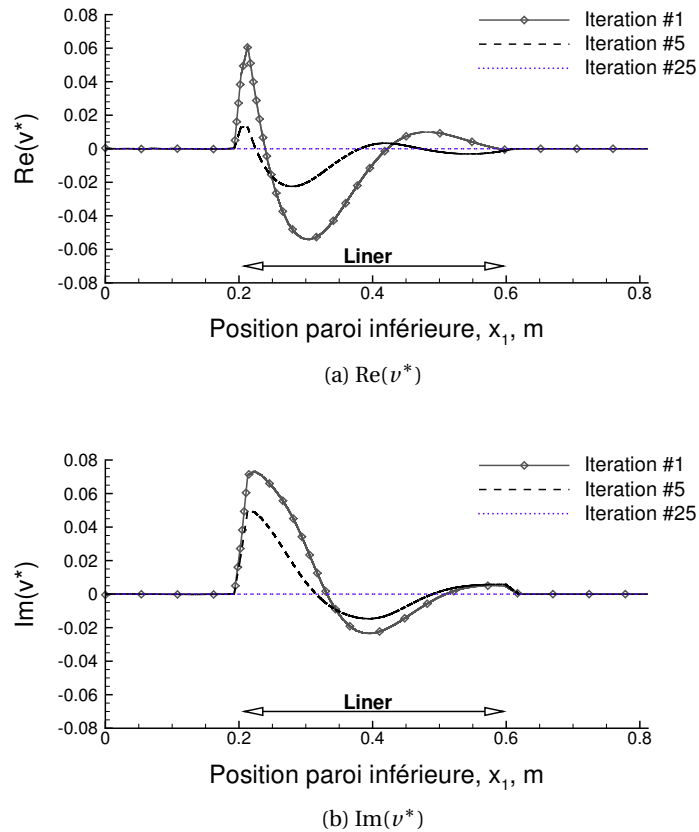 Iteration #1
Iteration #5
Iteration #25
0.08
0.06
0.04
0.02
0
-0.02
-0.04
-0.06
-0.08
Re(v*)
Liner
0 0.2 0.4 0.6 0.8
Position paroi inférieure, x1, m
(a) Re(v*)
Iteration #1
Iteration #5
Iteration #25
0.08
0.06
0.04
0.02
0
-0.02
-0.04
-0.06
-0.08
Im(v*)
Liner
0 0.2 0.4 0.6 0.8
Position paroi inférieure, x1, m
(b) Im(v*)